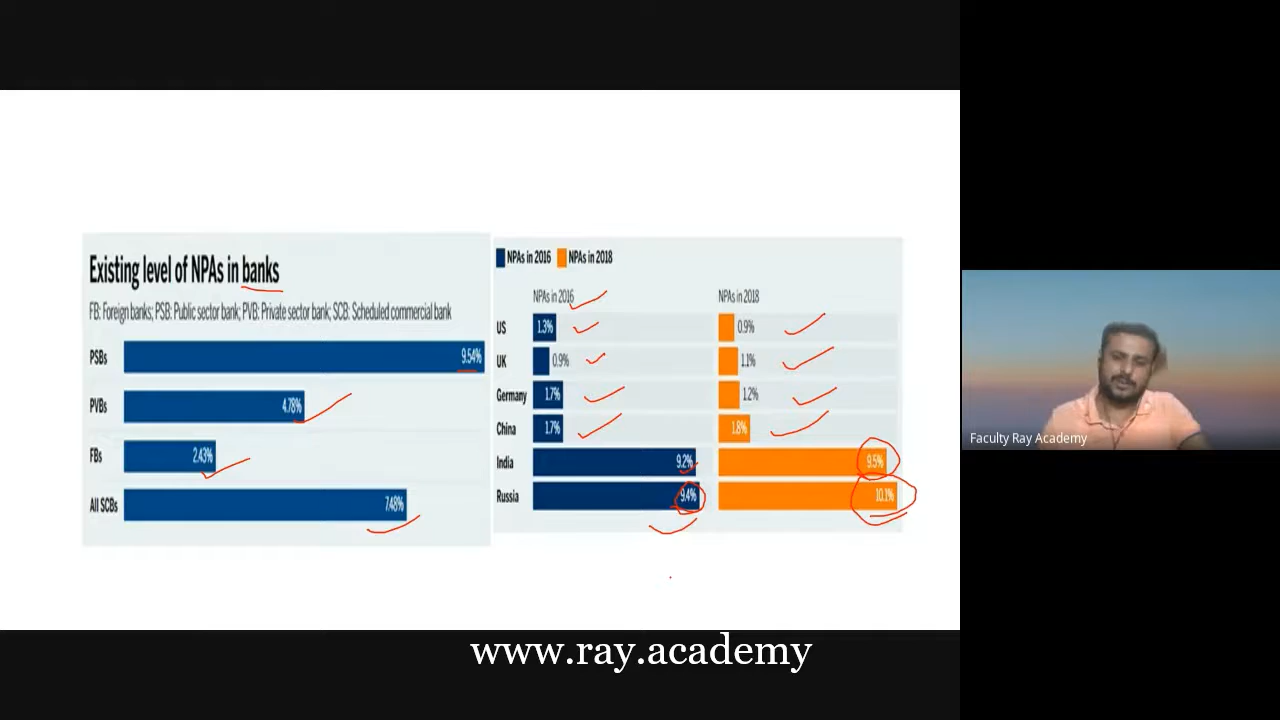 Existing level of NPAs in banks
FB: Foreign banks; PSB: Public sector bank; PVB: Private sector bank; SCB: Scheduled commercial bank
PSBs 9.54%
PVBs 4.78%
FBs 2.43%
All SCBs 7.48%
NPAs in 2016 NPAs in 2018
NPAs in 2016 NPAs in 2018
US 1.3% 0.9%
UK 0.9% 1.1%
Germany 1.7% 1.2%
China 1.7% 1.8%
India 9.2% 9.5%
Russia 9.4% 10.1%
Faculty Ray Academy
www.ray.academy